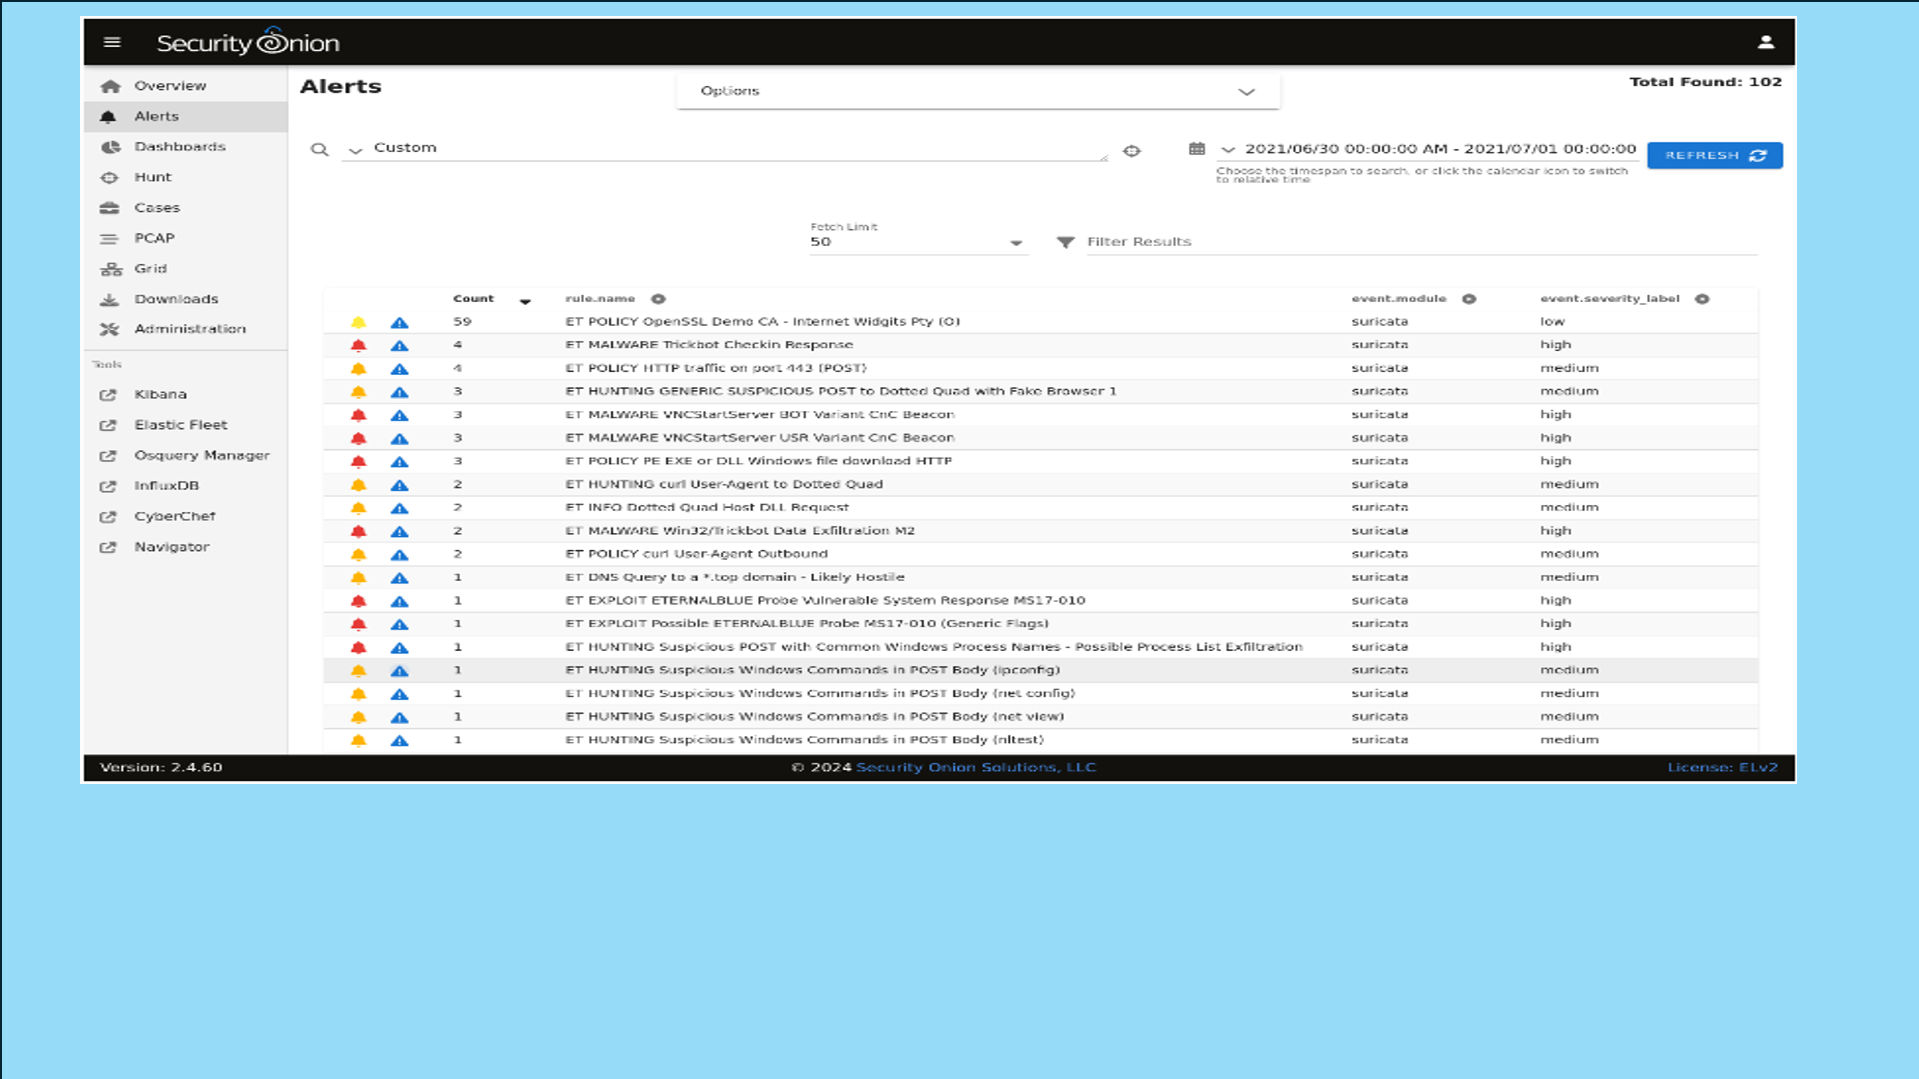 Security Onion
Overview
Alerts
Dashboards
Hunt
Cases
PCAP
Grid
Downloads
Administration
Tools
Kibana
Elastic Fleet
Osquery Manager
InfluxDB
CyberChef
Navigator
Alerts
Options
Total Found: 102
Custom
2021/06/30 00:00:00 AM - 2021/07/01 00:00:00
REFRESH
Choose the timespan to search, or click the calendar icon to switch
to relative time
Fetch Limit
50
Filter Results
Count rule.name event.module event.severity_label
59 ET POLICY OpenSSL Demo CA - Internet Widgits Pty (O) suricata low
4 ET MALWARE Trickbot Checkin Response suricata high
4 ET POLICY HTTP traffic on port 443 (POST) suricata medium
3 ET HUNTING GENERIC SUSPICIOUS POST to Dotted Quad with Fake Browser 1 suricata medium
3 ET MALWARE VNCStartServer BOT Variant CnC Beacon suricata high
3 ET MALWARE VNCStartServer USR Variant CnC Beacon suricata high
3 ET POLICY PE EXE or DLL Windows file download HTTP suricata high
2 ET HUNTING curl User-Agent to Dotted Quad suricata medium
2 ET INFO Dotted Quad Host DLL Request suricata medium
2 ET MALWARE Win32/Trickbot Data Exfiltration M2 suricata high
2 ET POLICY curl User-Agent Outbound suricata medium
1 ET DNS Query to a *.top domain - Likely Hostile suricata medium
1 ET EXPLOIT ETERNALBLUE Probe Vulnerable System Response MS17-010 suricata high
1 ET EXPLOIT Possible ETERNALBLUE Probe MS17-010 (Generic Flags) suricata high
1 ET HUNTING Suspicious POST with Common Windows Process Names - Possible Process List Exfiltration suricata high
1 ET HUNTING Suspicious Windows Commands in POST Body (ipconfig) suricata medium
1 ET HUNTING Suspicious Windows Commands in POST Body (net config) suricata medium
1 ET HUNTING Suspicious Windows Commands in POST Body (net view) suricata medium
1 ET HUNTING Suspicious Windows Commands in POST Body (nltest) suricata medium
Version: 2.4.60
© 2024 Security Onion Solutions, LLC
License: ELv2